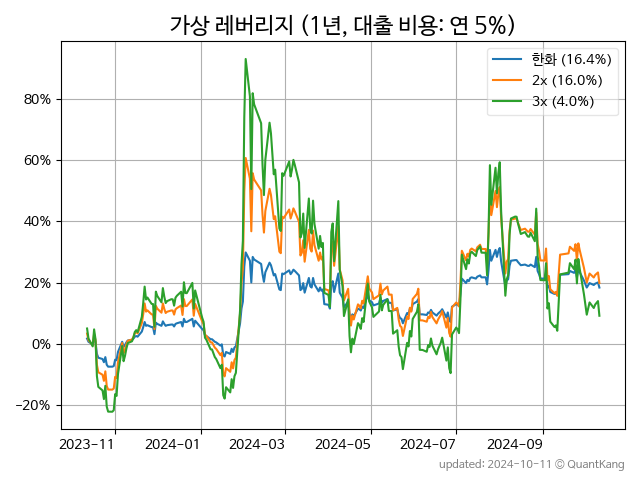 가상 레버리지 (1년, 대출 비용: 연 5%)
한화 (16.4%)
2x (16.0%)
3x (4.0%)
80%
60%
40%
20%
0%
−20%
2023-11
2024-01
2024-03
2024-05
2024-07
2024-09
updated: 2024-10-11 © QuantKang